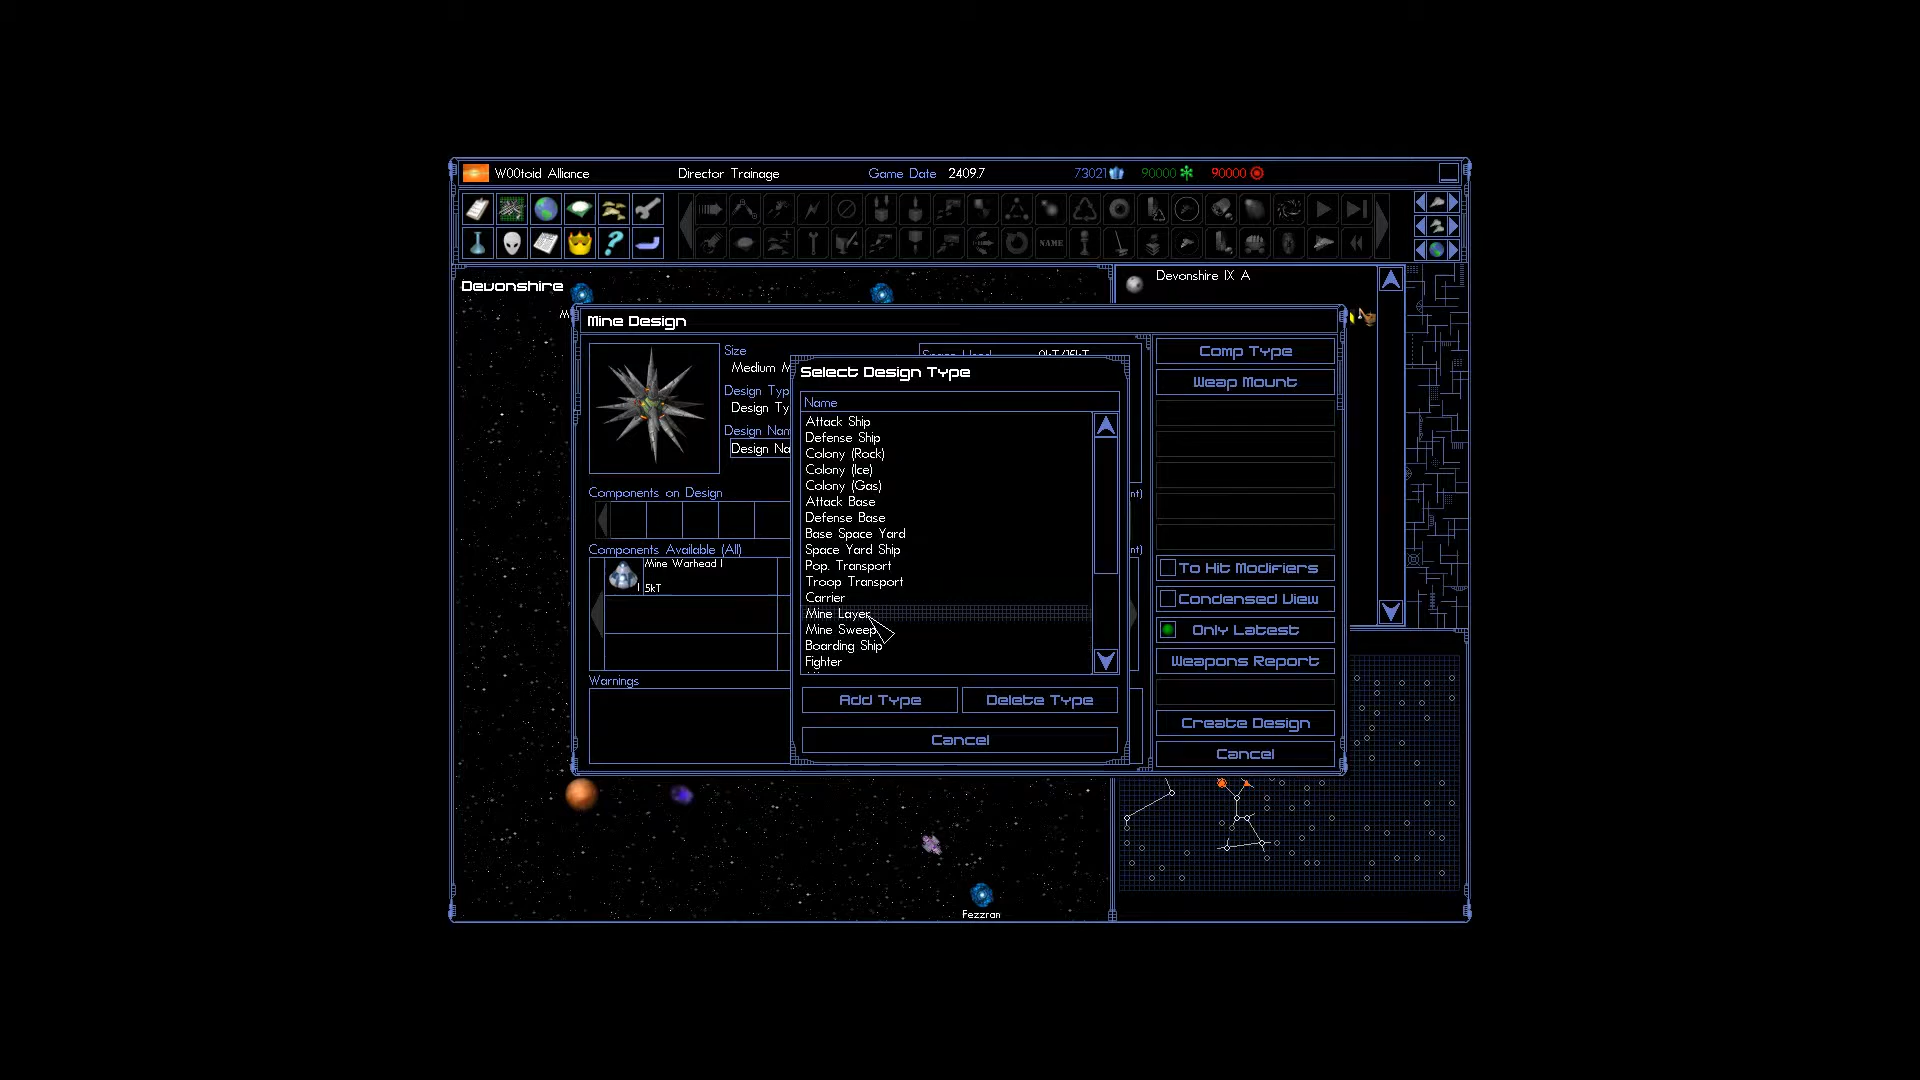 W00toid Alliance
Director Trainage
Game Date 2409.7
73021
90000
90000
NAME
Devonshire
Devonshire IX A
M
Mine Design
Size
Medium M
Design Typ
Design Ty
Design Nam
Design Na
Components on Design
Components Available (All)
Mine Warhead I
1
5kT
Warnings
Select Design Type
Name
Attack Ship
Defense Ship
Colony (Rock)
Colony (Ice)
Colony (Gas)
Attack Base
Defense Base
Base Space Yard
Space Yard Ship
Pop. Transport
Troop Transport
Carrier
Mine Layer
Mine Sweep
Boarding Ship
Fighter
Add Type
Delete Type
Cancel
nt)
nt)
Comp Type
Weap Mount
To Hit Modifiers
Condensed View
Only Latest
Weapons Report
Create Design
Cancel
Fezzran